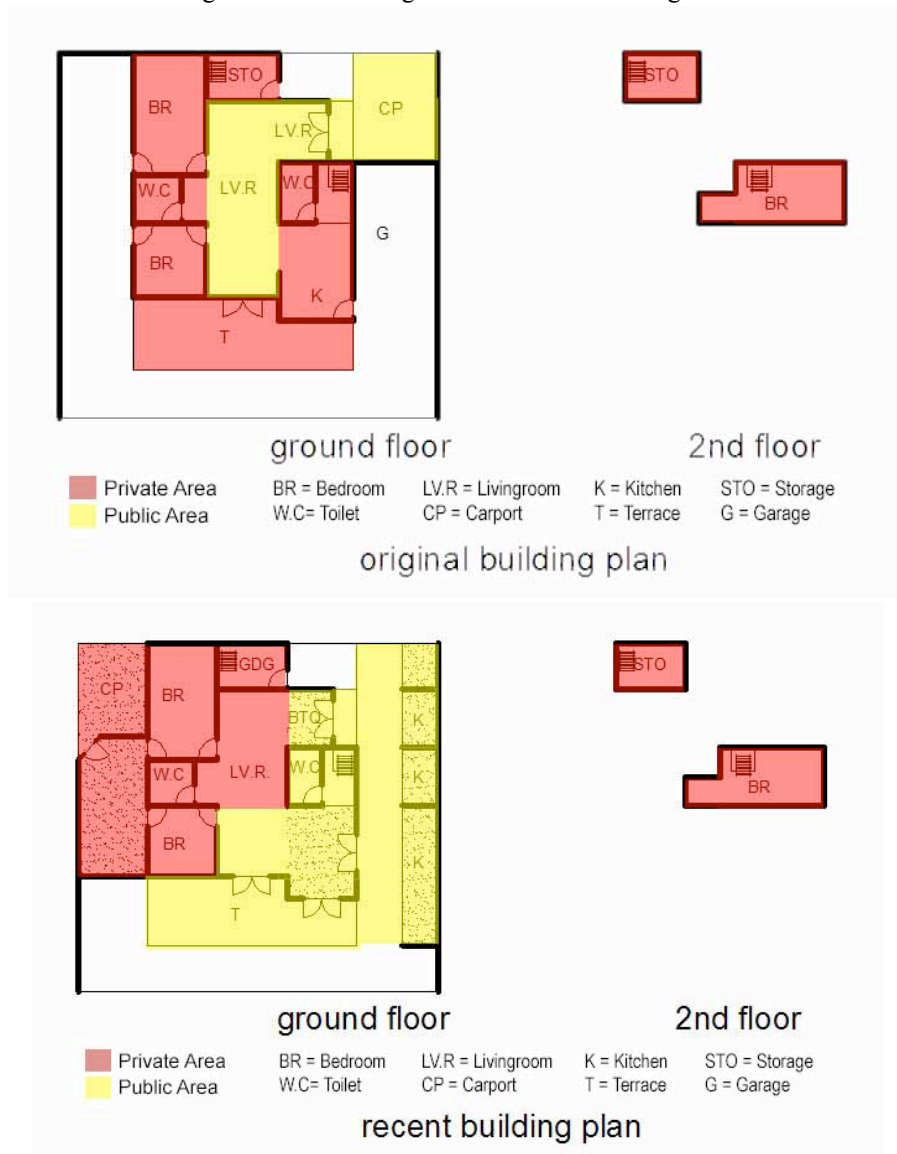 STO
STO
BR
CP
LV.R
W.C
W.C
LV.R
BR
G
BR
K
T
ground floor
2nd floor
Private Area BR = Bedroom LV.R = Livingroom K = Kitchen STO = Storage
Public Area W.C= Toilet CP = Carport T = Terrace G = Garage
original building plan
GDG
STO
CP
BR
BTQ
K
W.C
LV.R.
W.C
K
BR
BR
K
T
ground floor
2nd floor
Private Area BR = Bedroom LV.R = Livingroom K = Kitchen STO = Storage
Public Area W.C= Toilet CP = Carport T = Terrace G = Garage
recent building plan